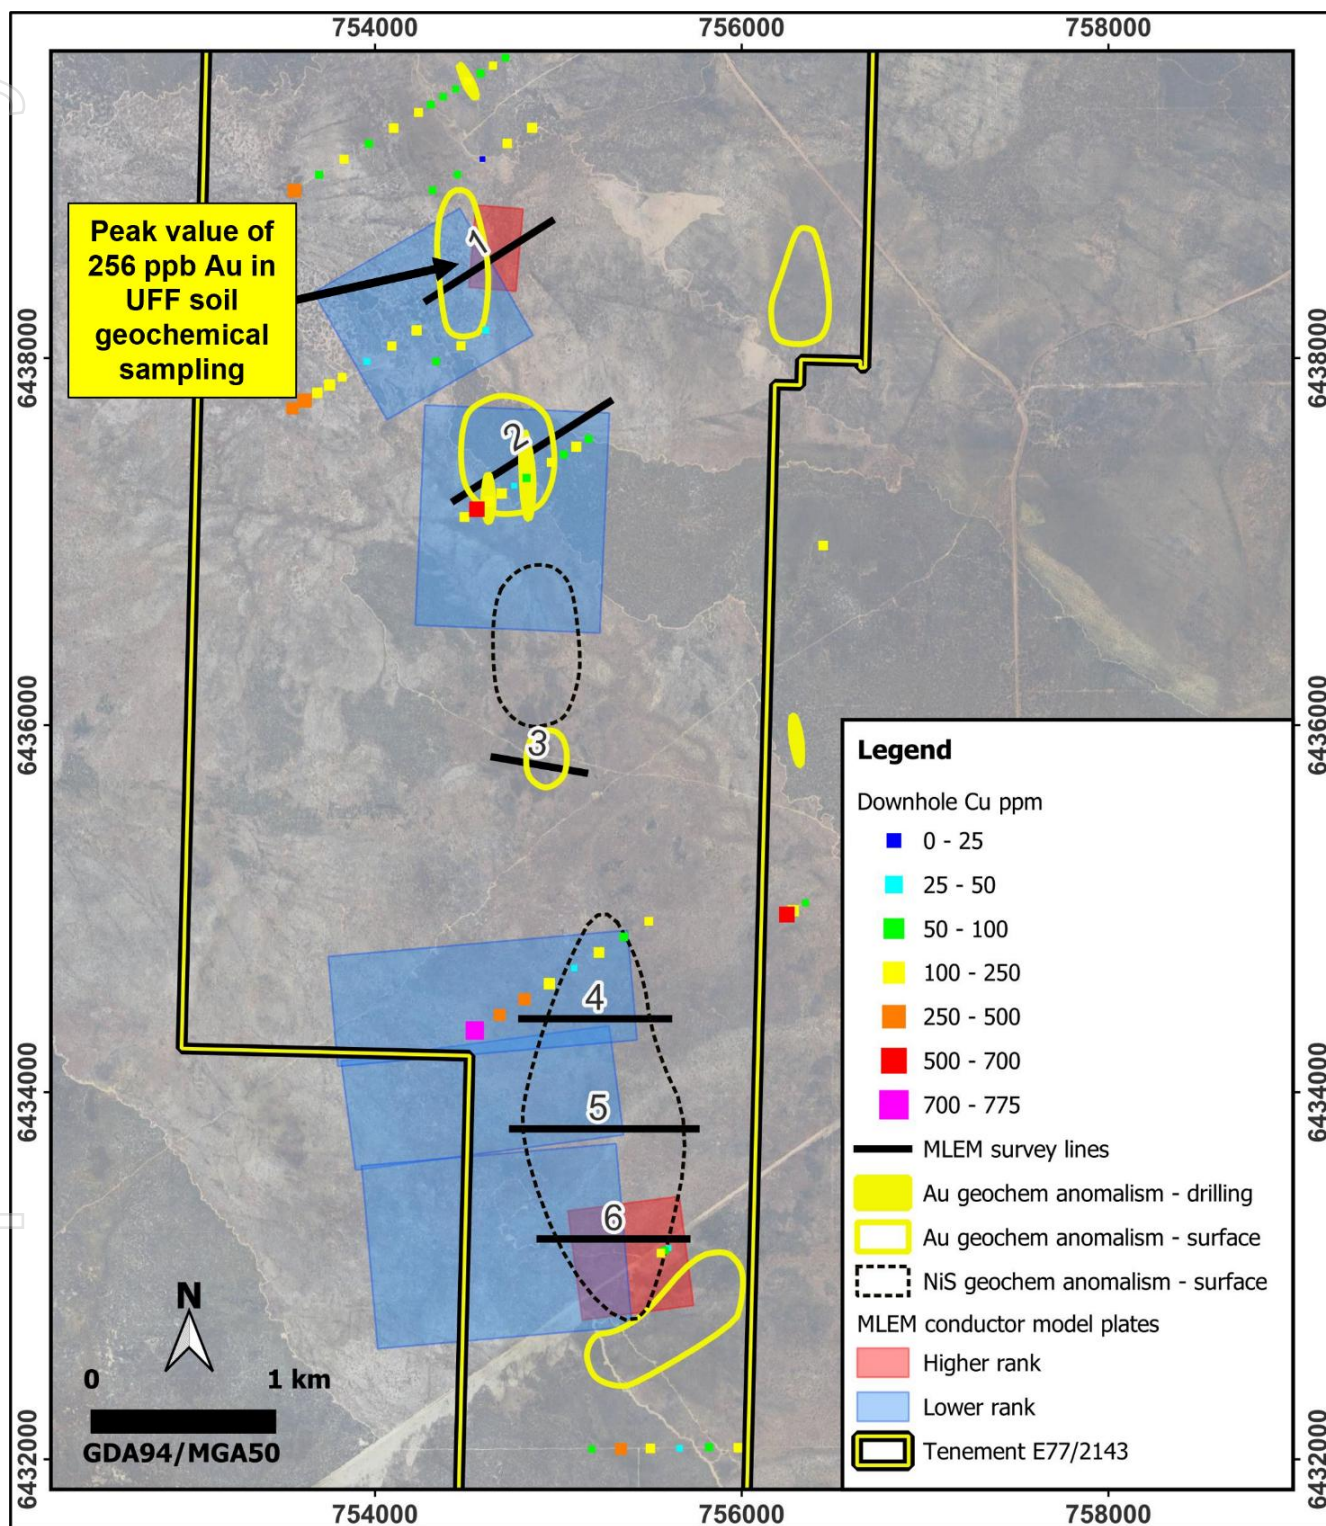 754000
756000
758000
6438000
6438000
Peak value of
256 ppb Au in
UFF soil
geochemical
sampling
1
2
3
4
5
6
6436000
6436000
6434000
6434000
6432000
6432000
Legend
Downhole Cu ppm
0 - 25
25 - 50
50 - 100
100 - 250
250 - 500
500 - 700
700 - 775
MLEM survey lines
Au geochem anomalism - drilling
Au geochem anomalism - surface
NiS geochem anomalism - surface
MLEM conductor model plates
Higher rank
Lower rank
Tenement E77/2143
N
0 1 km
GDA94/MGA50
754000
756000
758000